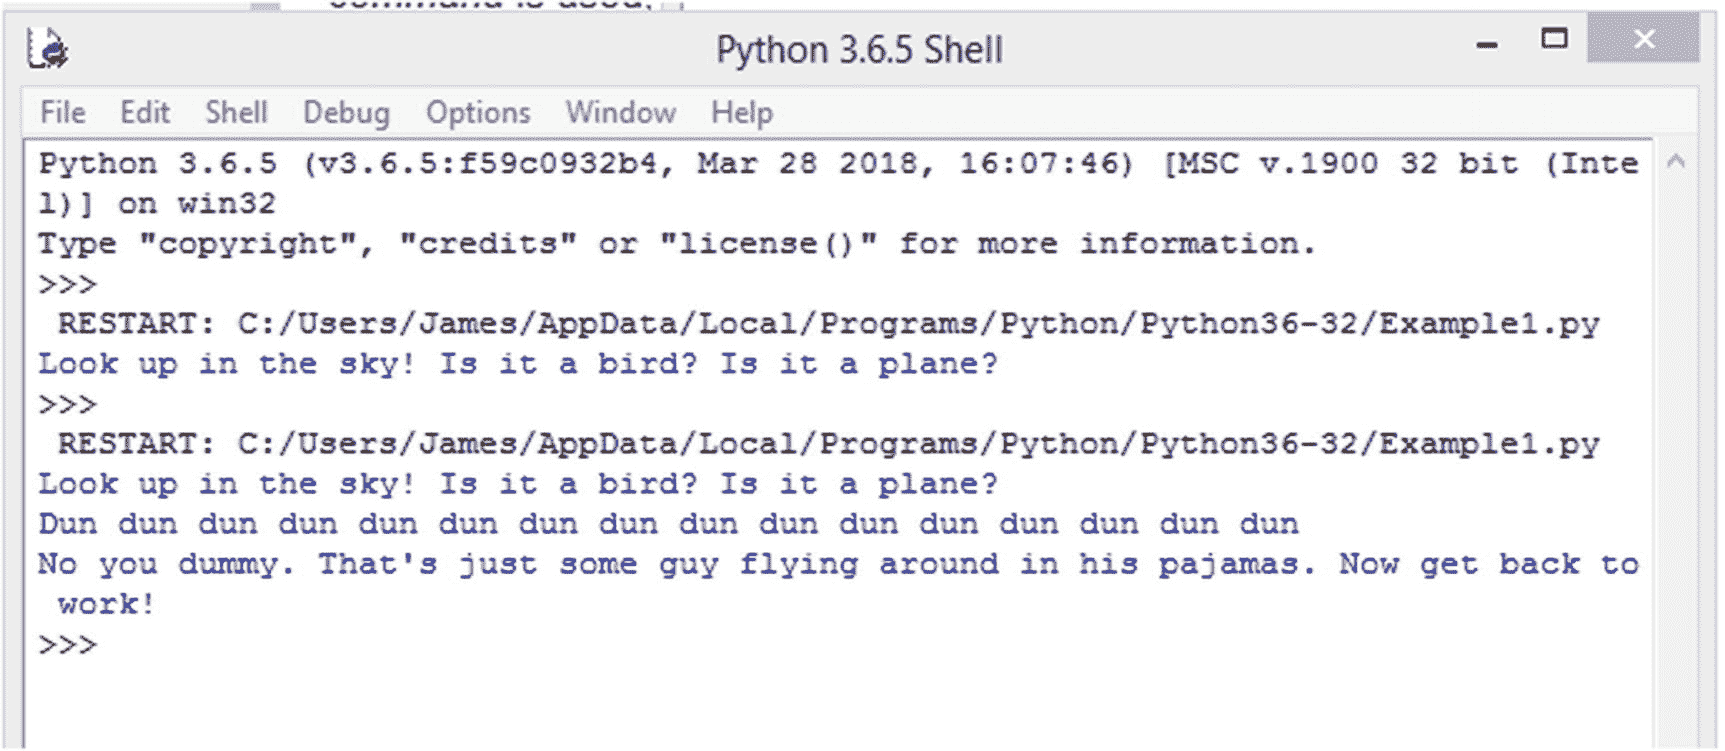 command is used.
Python 3.6.5 Shell
File Edit Shell Debug Options Window Help
Python 3.6.5 (v3.6.5:f59c0932b4, Mar 28 2018, 16:07:46) [MSC v.1900 32 bit (Inte
l)] on win32
Type "copyright", "credits" or "license()" for more information.
>>>
 RESTART: C:/Users/James/AppData/Local/Programs/Python/Python36-32/Example1.py
Look up in the sky! Is it a bird? Is it a plane?
>>>
 RESTART: C:/Users/James/AppData/Local/Programs/Python/Python36-32/Example1.py
Look up in the sky! Is it a bird? Is it a plane?
Dun dun dun dun dun dun dun dun dun dun dun dun dun dun dun dun
No you dummy. That's just some guy flying around in his pajamas. Now get back to
 work!
>>>